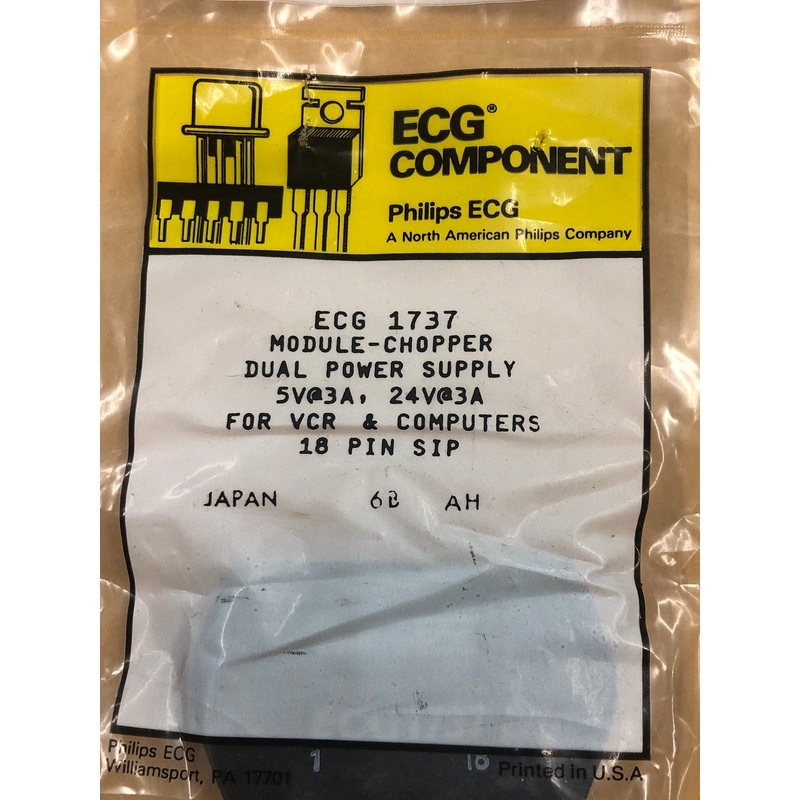 ECG®
COMPONENT
Philips ECG
A North American Philips Company
ECG 1737
MODULE-CHOPPER
DUAL POWER SUPPLY
5V@3A, 24V@3A
FOR VCR & COMPUTERS
18 PIN SIP
JAPAN 6B AH
1 18
Philips ECG
Williamsport, PA 17701
Printed in U.S.A